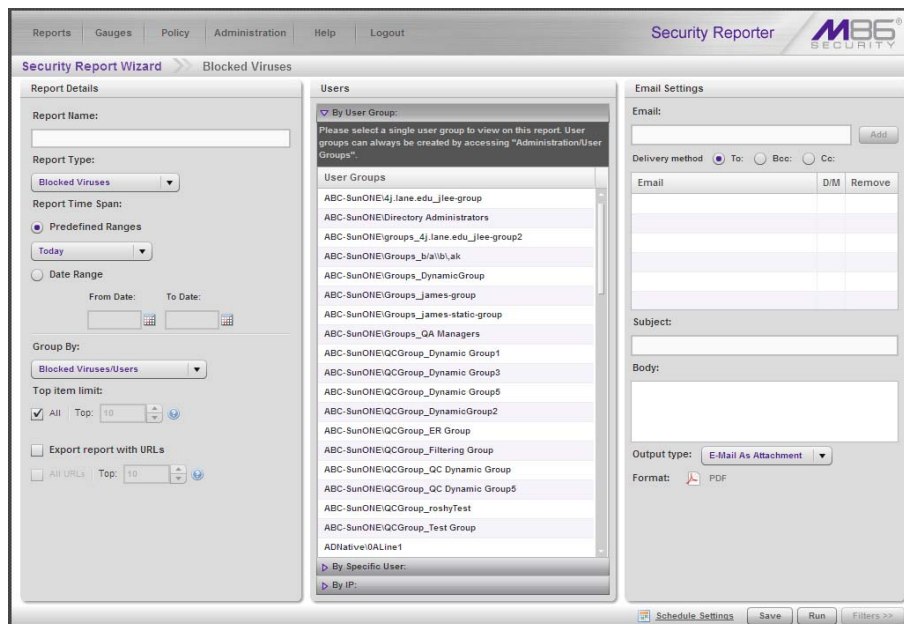 Reports Gauges Policy Administration Help Logout
Security Reporter
M86®
SECURITY
Security Report Wizard Blocked Viruses
Report Details
Report Name:
Report Type:
Blocked Viruses
Report Time Span:
Predefined Ranges
Today
Date Range
From Date: To Date:
Group By:
Blocked Viruses/Users
Top item limit:
All Top: 10
Export report with URLs
All URLs Top: 10
Users
By User Group:
Please select a single user group to view on this report. User
groups can always be created by accessing "Administration/User
Groups".
User Groups
ABC-SunONE\4j.lane.edu_jlee-group
ABC-SunONE\Directory Administrators
ABC-SunONE\groups_4j.lane.edu_jlee-group2
ABC-SunONE\Groups_b/a\\b\,ak
ABC-SunONE\Groups_DynamicGroup
ABC-SunONE\Groups_james-group
ABC-SunONE\Groups_james-static-group
ABC-SunONE\Groups_QA Managers
ABC-SunONE\QCGroup_Dynamic Group1
ABC-SunONE\QCGroup_Dynamic Group3
ABC-SunONE\QCGroup_Dynamic Group5
ABC-SunONE\QCGroup_DynamicGroup2
ABC-SunONE\QCGroup_ER Group
ABC-SunONE\QCGroup_Filtering Group
ABC-SunONE\QCGroup_QC Dynamic Group
ABC-SunONE\QCGroup_QC Dynamic Group5
ABC-SunONE\QCGroup_roshyTest
ABC-SunONE\QCGroup_Test Group
ADNative\0ALine1
By Specific User:
By IP:
Email Settings
Email:
Add
Delivery method To: Bcc: Cc:
Email D/M Remove
Subject:
Body:
Output type: E-Mail As Attachment
Format: PDF
Schedule Settings Save Run Filters >>